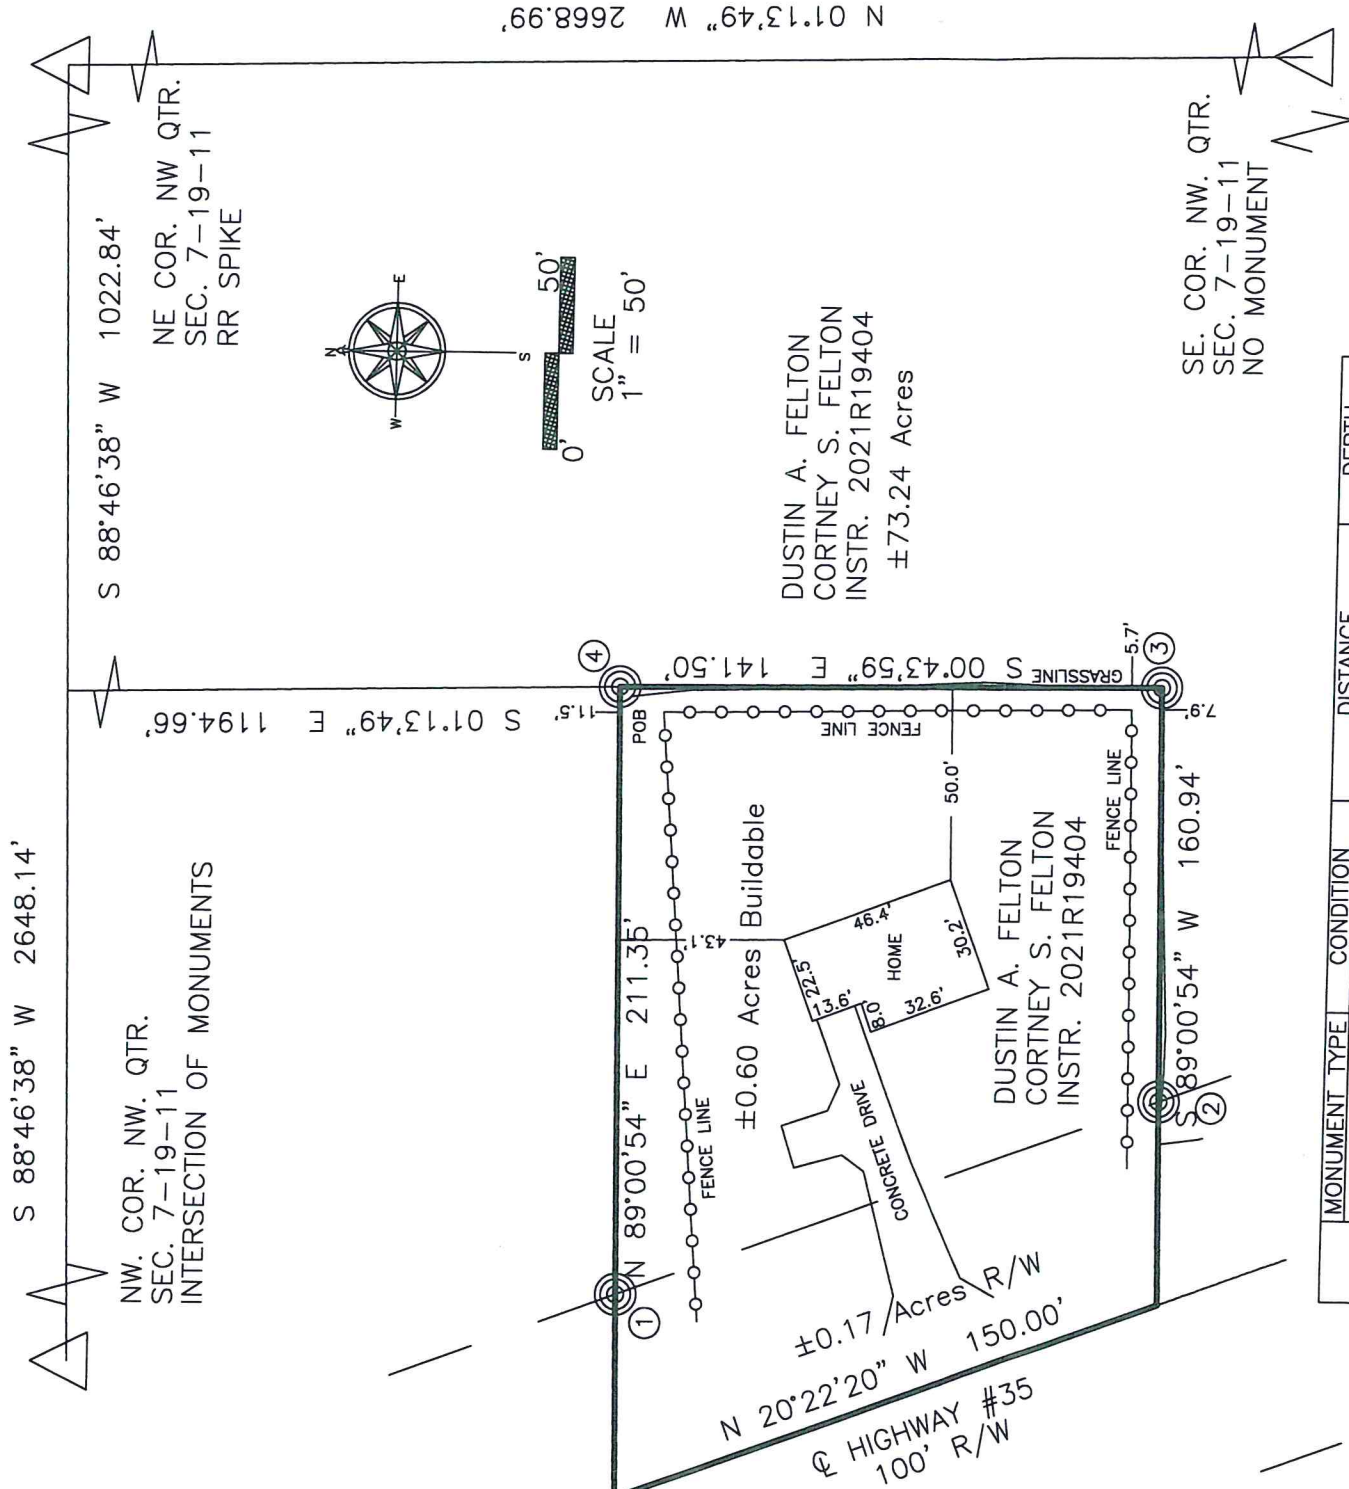 N 01°13'49" W 2668.99'
S 88°46'38" W 2648.14'
S 88°46'38" W 1022.84'
NE COR. NW QTR.
SEC. 7-19-11
RR SPIKE
NW. COR. NW. QTR.
SEC. 7-19-11
INTERSECTION OF MONUMENTS
N
W
E
S
0'
50'
SCALE
1" = 50'
S 01°13'49" E 1194.66'
DUSTIN A. FELTON
CORTNEY S. FELTON
INSTR. 2021R19404
±73.24 Acres
SE. COR. NW. QTR.
SEC. 7-19-11
NO MONUMENT
4
11.5'
POB
S 00°43'59" E 141.50'
GRASSLINE
5.7'
3
7.9'
FENCE LINE
N 89°00'54" E 211.35'
1
FENCE LINE
±0.60 Acres Buildable
43.1'
50.0'
22.5'
46.4'
13.6'
HOME
30.2'
8.0'
32.6'
CONCRETE DRIVE
DUSTIN A. FELTON
CORTNEY S. FELTON
INSTR. 2021R19404
FENCE LINE
S 89°00'54" W 160.94'
2
±0.17 Acres R/W
N 20°22'20" W 150.00'
℄ HIGHWAY #35
100' R/W
MONUMENT TYPE
CONDITION
DISTANCE
DEPTH